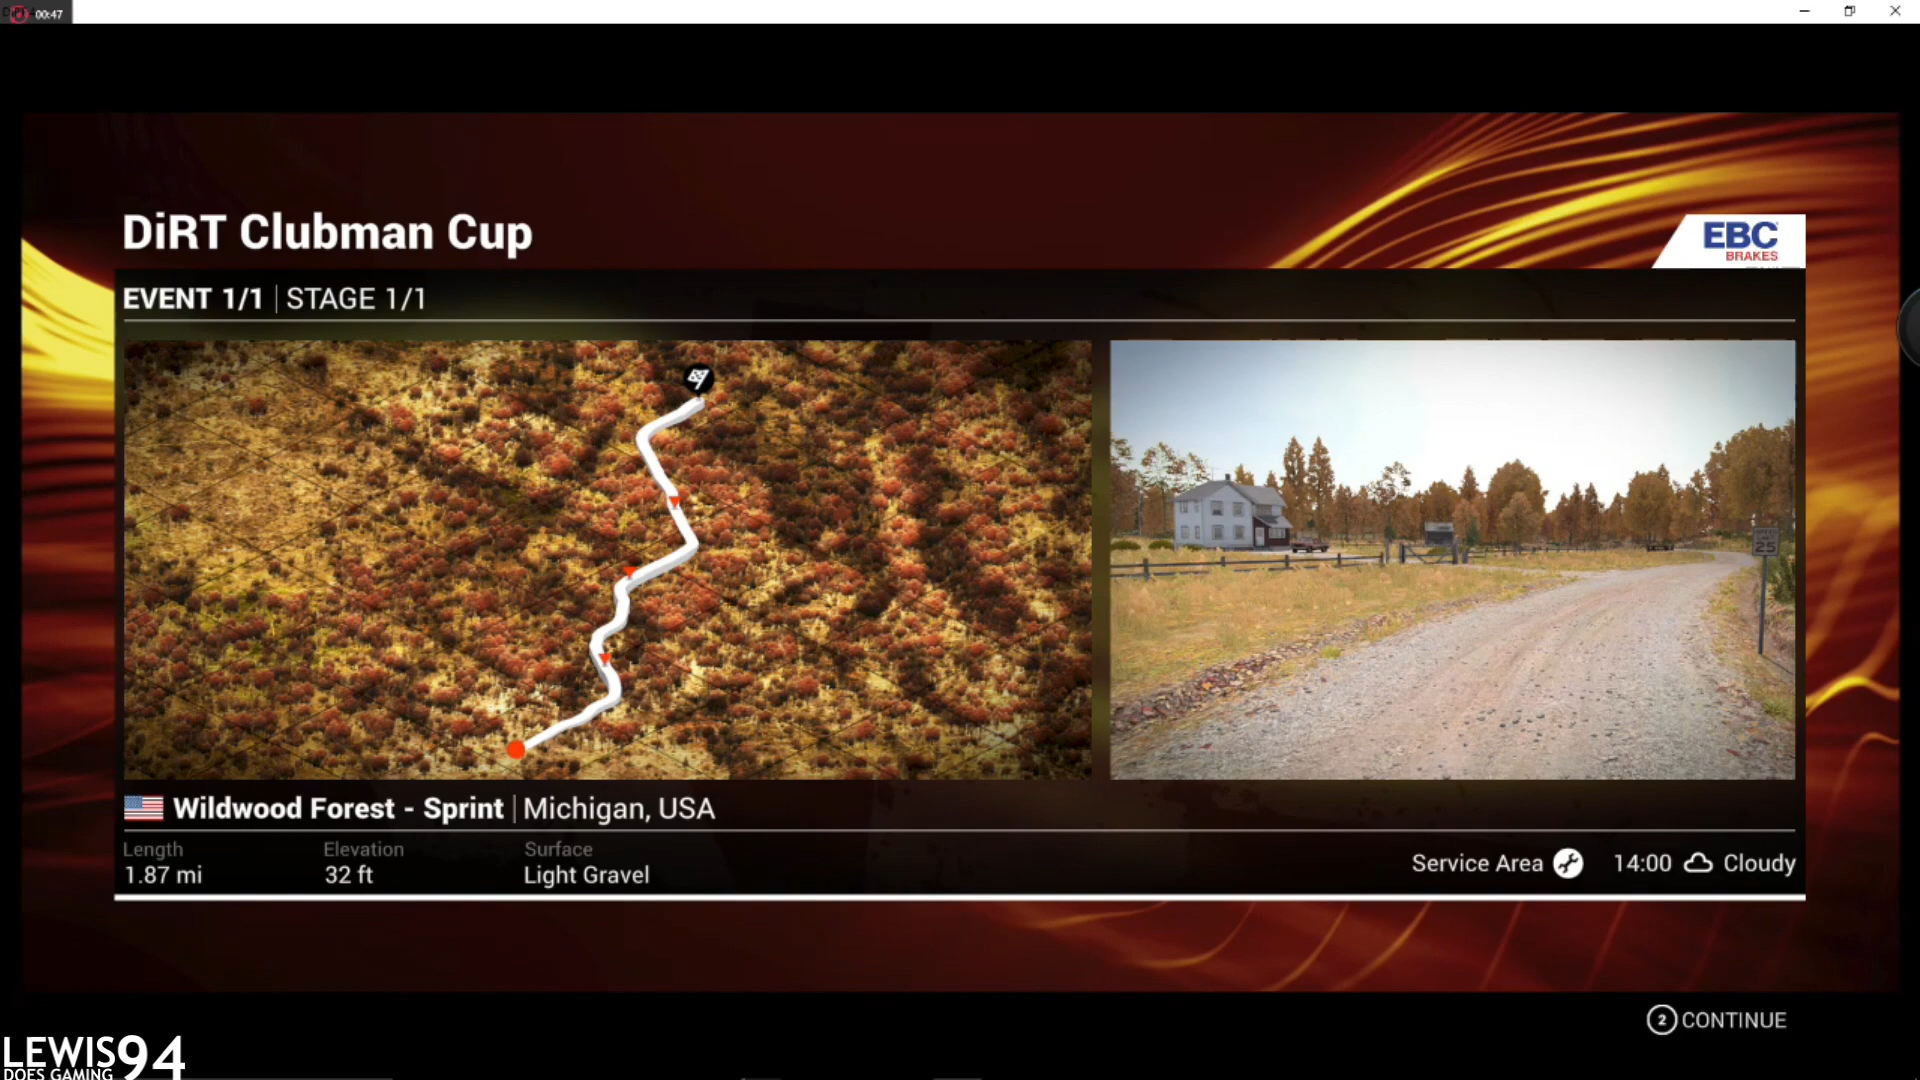 00:47
DiRT Clubman Cup
EBC
BRAKES
EVENT 1/1 | STAGE 1/1
25
Wildwood Forest - Sprint | Michigan, USA
Length
Elevation
Surface
1.87 mi
32 ft
Light Gravel
Service Area
14:00
Cloudy
2 CONTINUE
LEWIS94
DOES GAMING